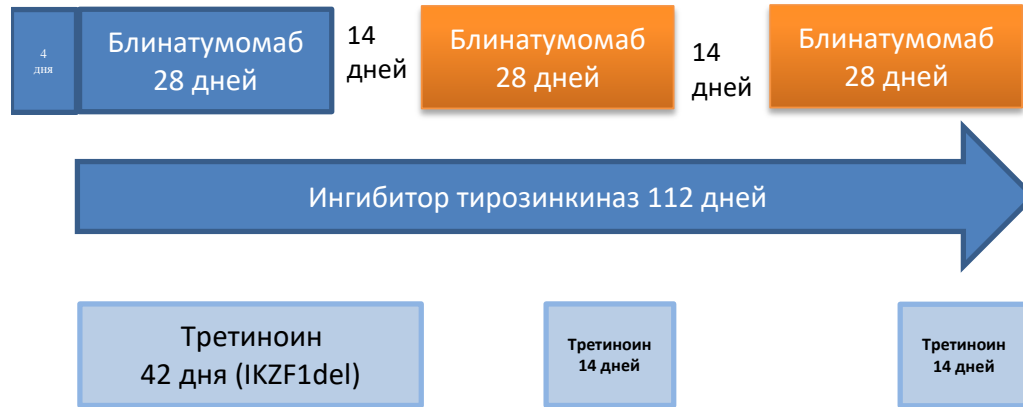 4
дня
Блинатумомаб
28 дней
14
дней
Блинатумомаб
28 дней
14
дней
Блинатумомаб
28 дней
Ингибитор тирозинкиназ 112 дней
Третиноин
42 дня (IKZF1del)
Третиноин
14 дней
Третиноин
14 дней